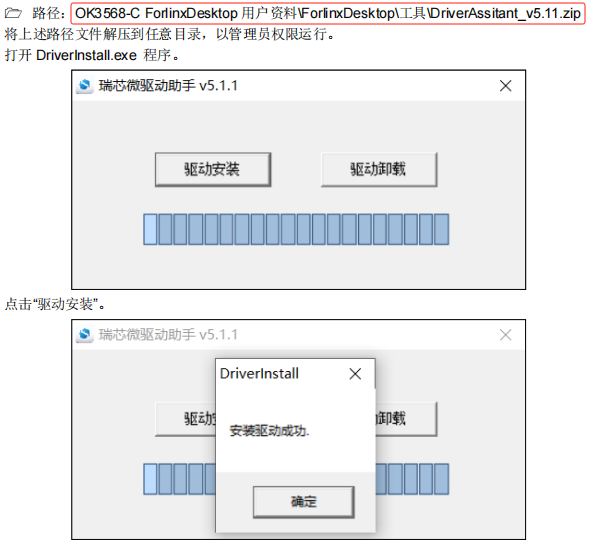 路径：OK3568-C ForlinxDesktop 用户资料\ForlinxDesktop\工具\DriverAssitant_v5.11.zip
将上述路径文件解压到任意目录，以管理员权限运行。
打开 DriverInstall.exe 程序。
瑞芯微驱动助手 v5.1.1
驱动安装 驱动卸载
点击“驱动安装”。
瑞芯微驱动助手 v5.1.1
DriverInstall
驱动安 动卸载
安装驱动成功.
确定